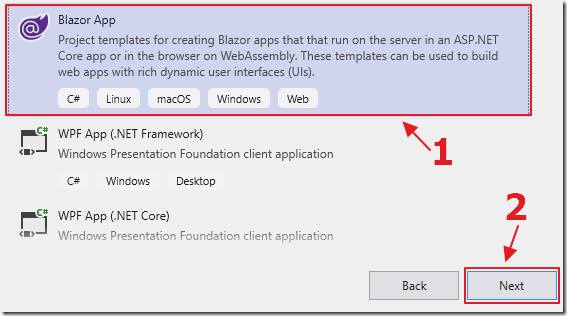 Blazor App
Project templates for creating Blazor apps that that run on the server in an ASP.NET
Core app or in the browser on WebAssembly. These templates can be used to build
web apps with rich dynamic user interfaces (UIs).
C# Linux macOS Windows Web
1
C#
WPF App (.NET Framework)
Windows Presentation Foundation client application
C# Windows Desktop
C#
WPF App (.NET Core)
Windows Presentation Foundation client application
2
Back Next